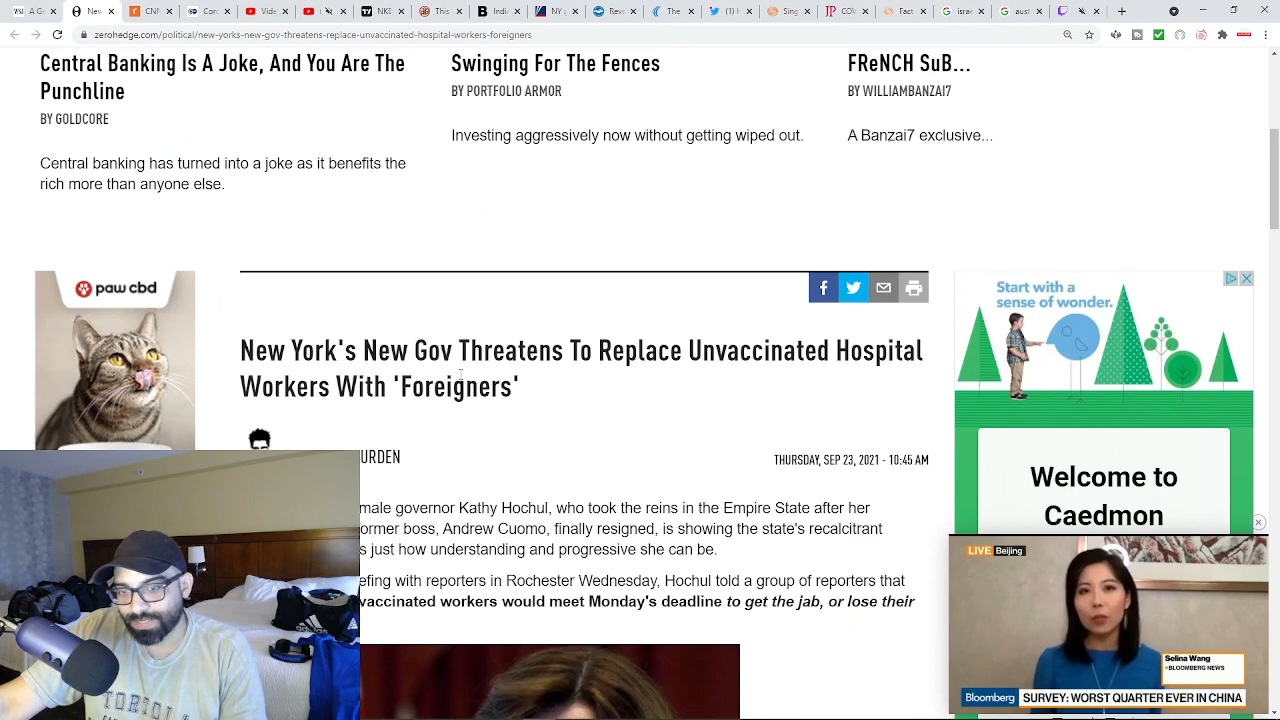 zerohedge.com/political/new-yorks-new-gov-threatens-replace-unvaccinated-hospital-workers-foreigners
Central Banking Is A Joke, And You Are The
Punchline
BY GOLDCORE
Central banking has turned into a joke as it benefits the
rich more than anyone else.
Swinging For The Fences
BY PORTFOLIO ARMOR
Investing aggressively now without getting wiped out.
FReNCH SuB...
BY WILLIAMBANZAI7
A Banzai7 exclusive...
paw cbd
New York's New Gov Threatens To Replace Unvaccinated Hospital
Workers With 'Foreigners'
URDEN
THURSDAY, SEP 23, 2021 - 10:45 AM
male governor Kathy Hochul, who took the reins in the Empire State after her
ormer boss, Andrew Cuomo, finally resigned, is showing the state's recalcitrant
s just how understanding and progressive she can be.
efing with reporters in Rochester Wednesday, Hochul told a group of reporters that
vaccinated workers would meet Monday's deadline to get the jab, or lose their
Start with a
sense of wonder.
Welcome to
Caedmon
LIVE Beijing
Selina Wang
BLOOMBERG NEWS
Bloomberg SURVEY: WORST QUARTER EVER IN CHINA
adidas